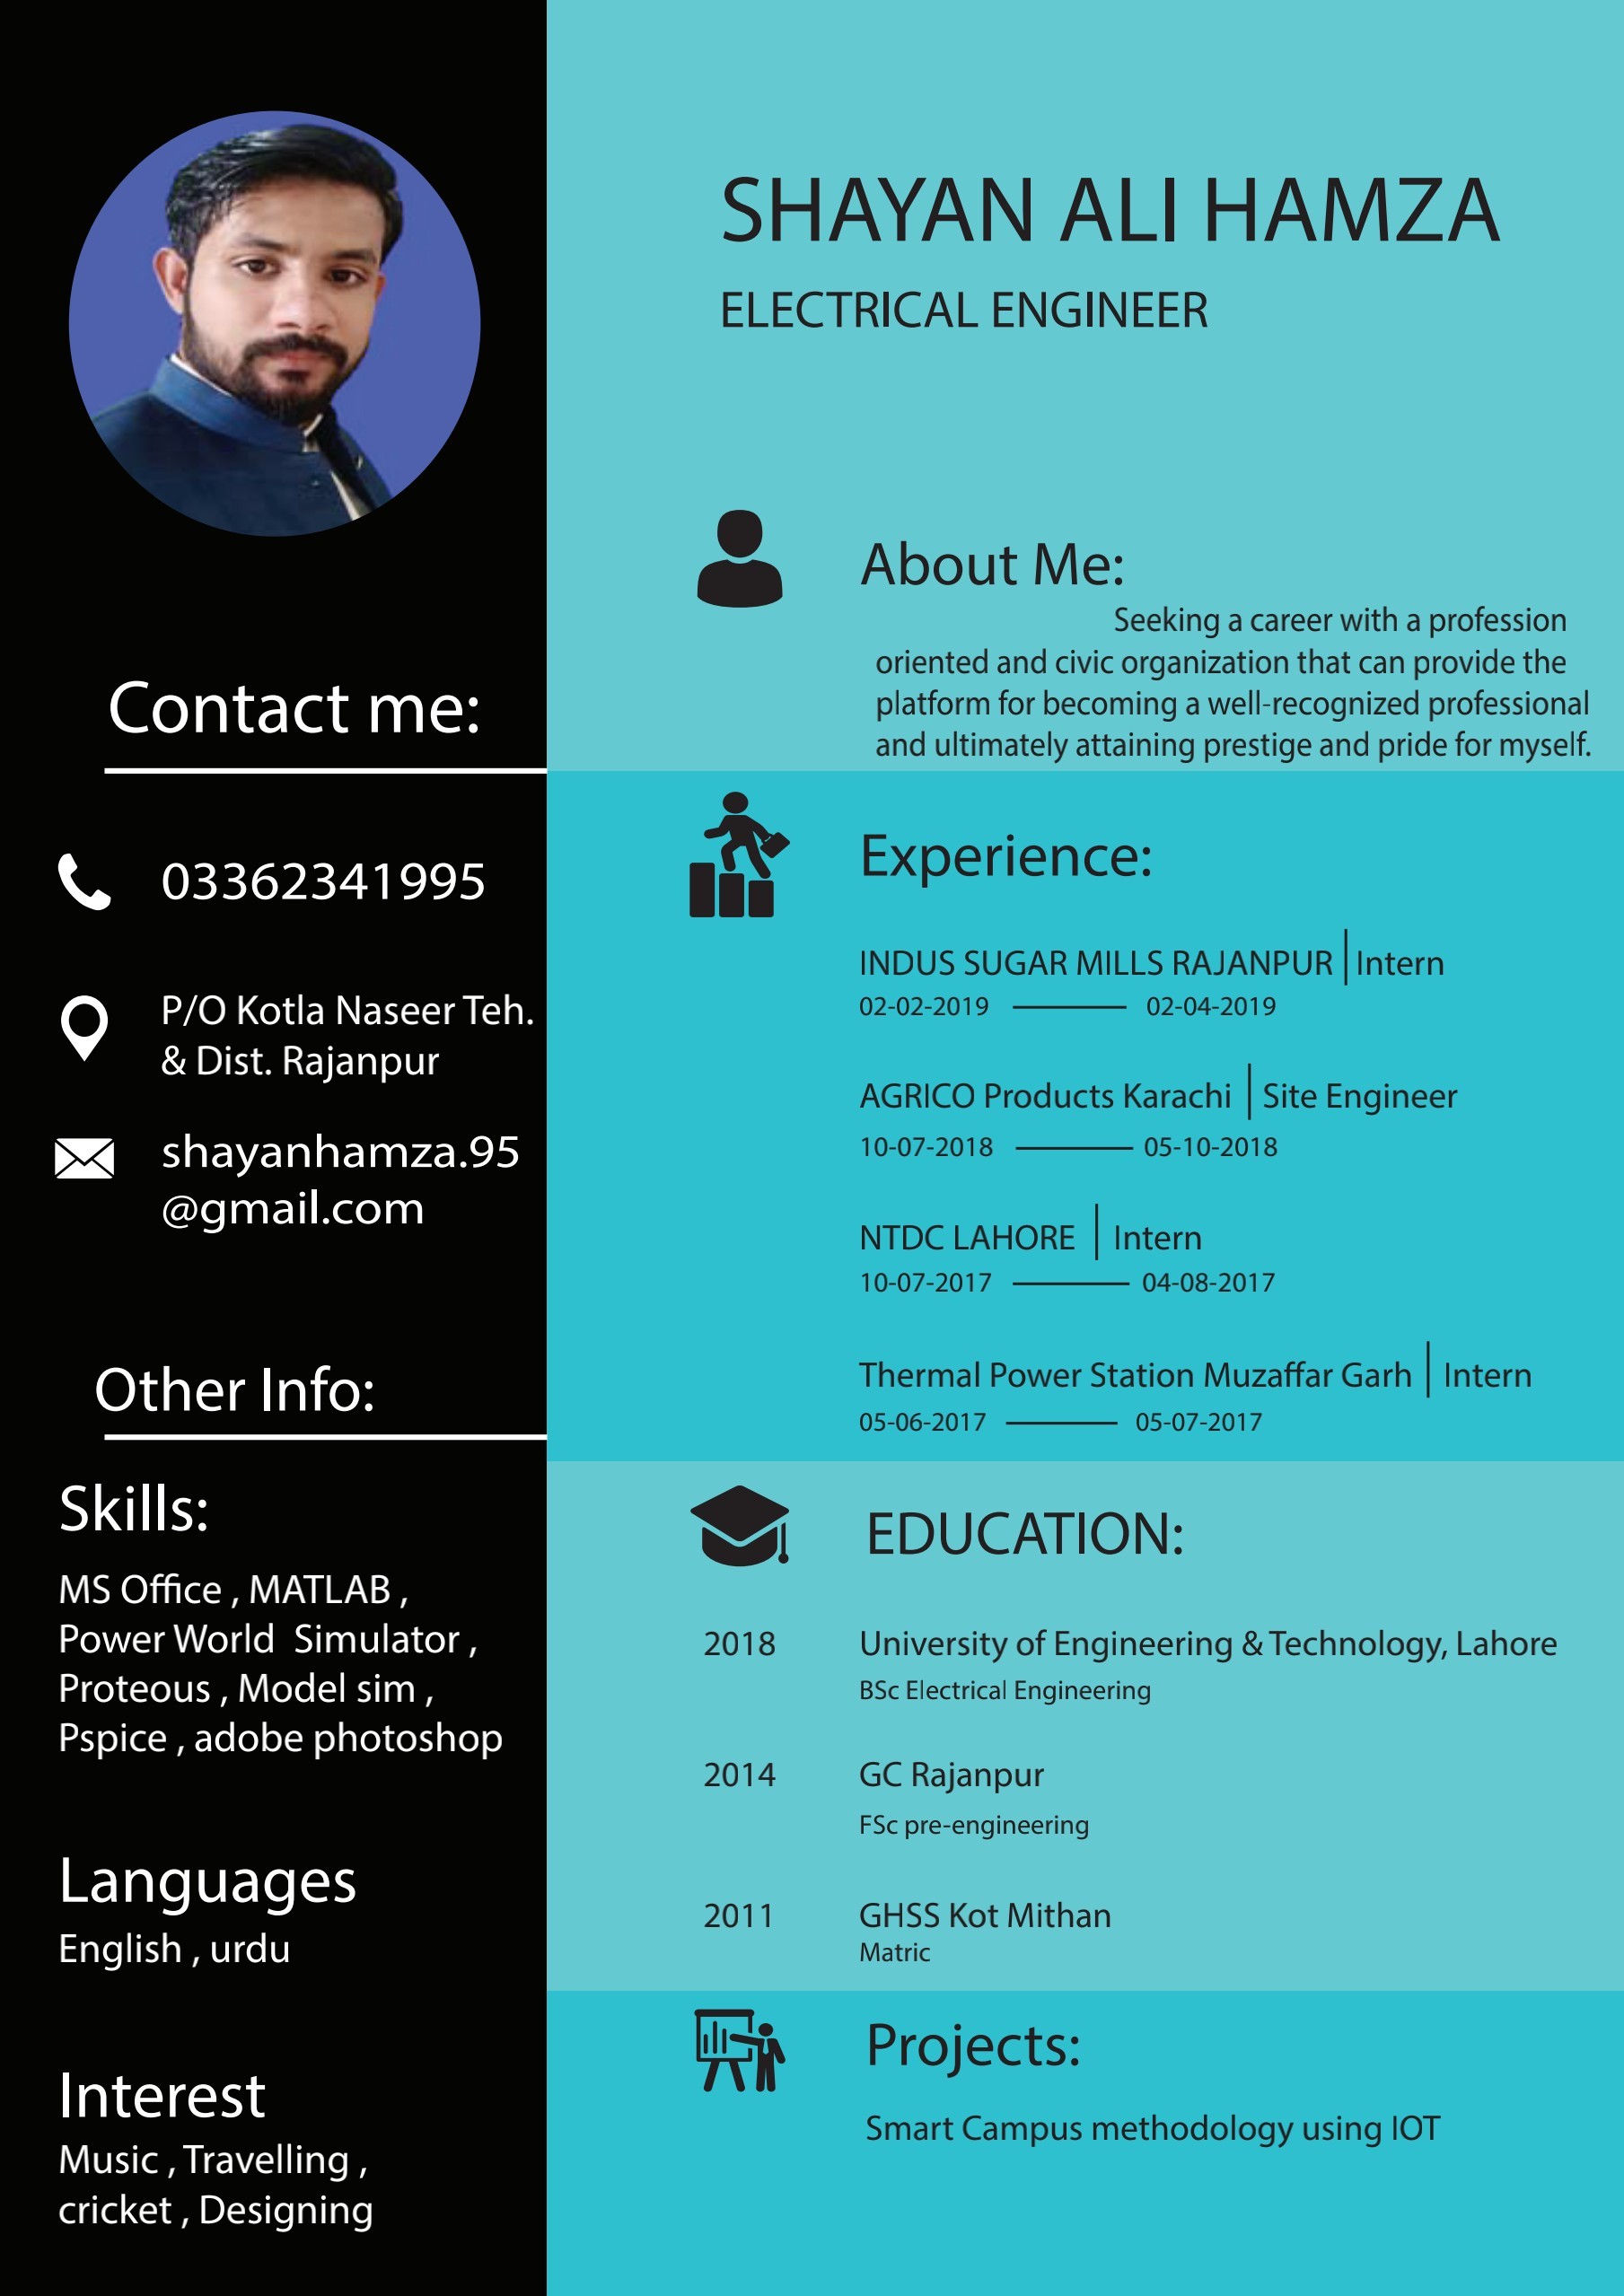 SHAYAN ALI HAMZA
ELECTRICAL ENGINEER
Contact me:
03362341995
P/O Kotla Naseer Teh.
& Dist. Rajanpur
shayanhamza.95
@gmail.com
Other Info:
Skills:
MS Office , MATLAB ,
Power World Simulator ,
Proteous , Model sim ,
Pspice , adobe photoshop
Languages
English , urdu
Interest
Music , Travelling ,
cricket , Designing
About Me:
Seeking a career with a profession
oriented and civic organization that can provide the
platform for becoming a well-recognized professional
and ultimately attaining prestige and pride for myself.
Experience:
INDUS SUGAR MILLS RAJANPUR | Intern
02-02-2019 —— 02-04-2019
AGRICO Products Karachi | Site Engineer
10-07-2018 —— 05-10-2018
NTDC LAHORE | Intern
10-07-2017 —— 04-08-2017
Thermal Power Station Muzaffar Garh | Intern
05-06-2017 —— 05-07-2017
EDUCATION:
2018 University of Engineering & Technology, Lahore
BSc Electrical Engineering
2014 GC Rajanpur
FSc pre-engineering
2011 GHSS Kot Mithan
Matric
Projects:
Smart Campus methodology using IOT